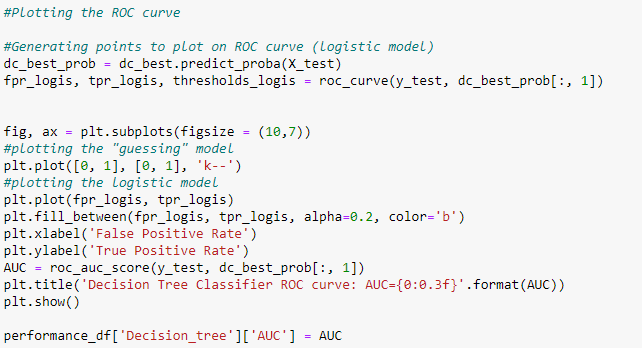 #Plotting the ROC curve
#Generating points to plot on ROC curve (logistic model)
dc_best_prob = dc_best.predict_proba(X_test)
fpr_logis, tpr_logis, thresholds_logis = roc_curve(y_test, dc_best_prob[:, 1])
fig, ax = plt.subplots(figsize = (10,7))
#plotting the "guessing" model
plt.plot([0, 1], [0, 1], 'k--')
#plotting the logistic model
plt.plot(fpr_logis, tpr_logis)
plt.fill_between(fpr_logis, tpr_logis, alpha=0.2, color='b')
plt.xlabel('False Positive Rate')
plt.ylabel('True Positive Rate')
AUC = roc_auc_score(y_test, dc_best_prob[:, 1])
plt.title('Decision Tree Classifier ROC curve: AUC={0:0.3f}'.format(AUC))
plt.show()
performance_df['Decision_tree']['AUC'] = AUC